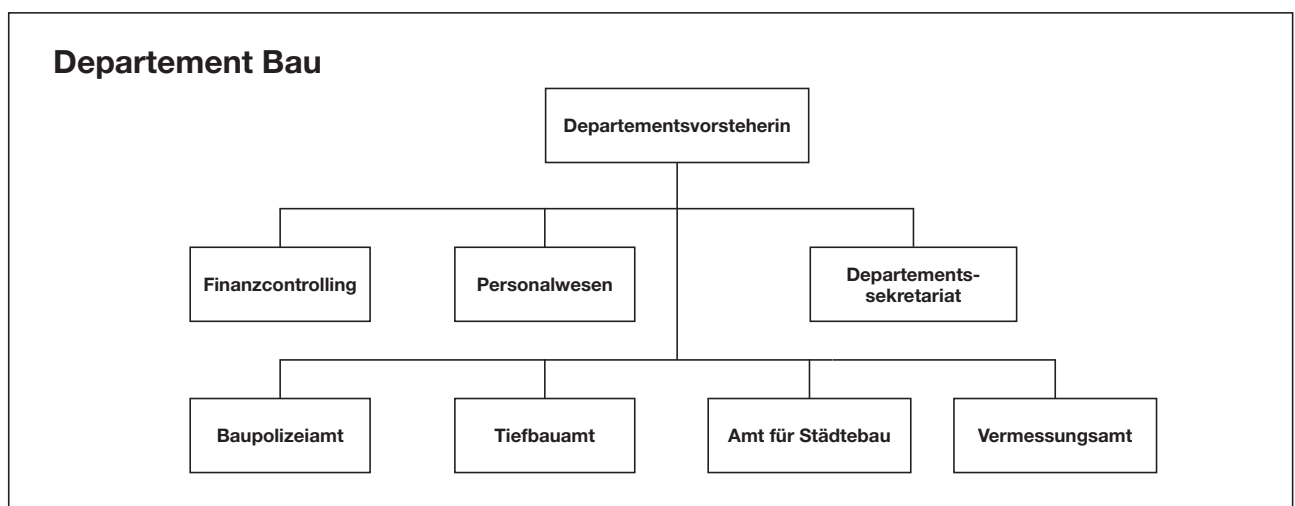 Departement Bau
Departementsvorsteherin
Finanzcontrolling
Personalwesen
Departements-
sekretariat
Baupolizeiamt
Tiefbauamt
Amt für Städtebau
Vermessungsamt